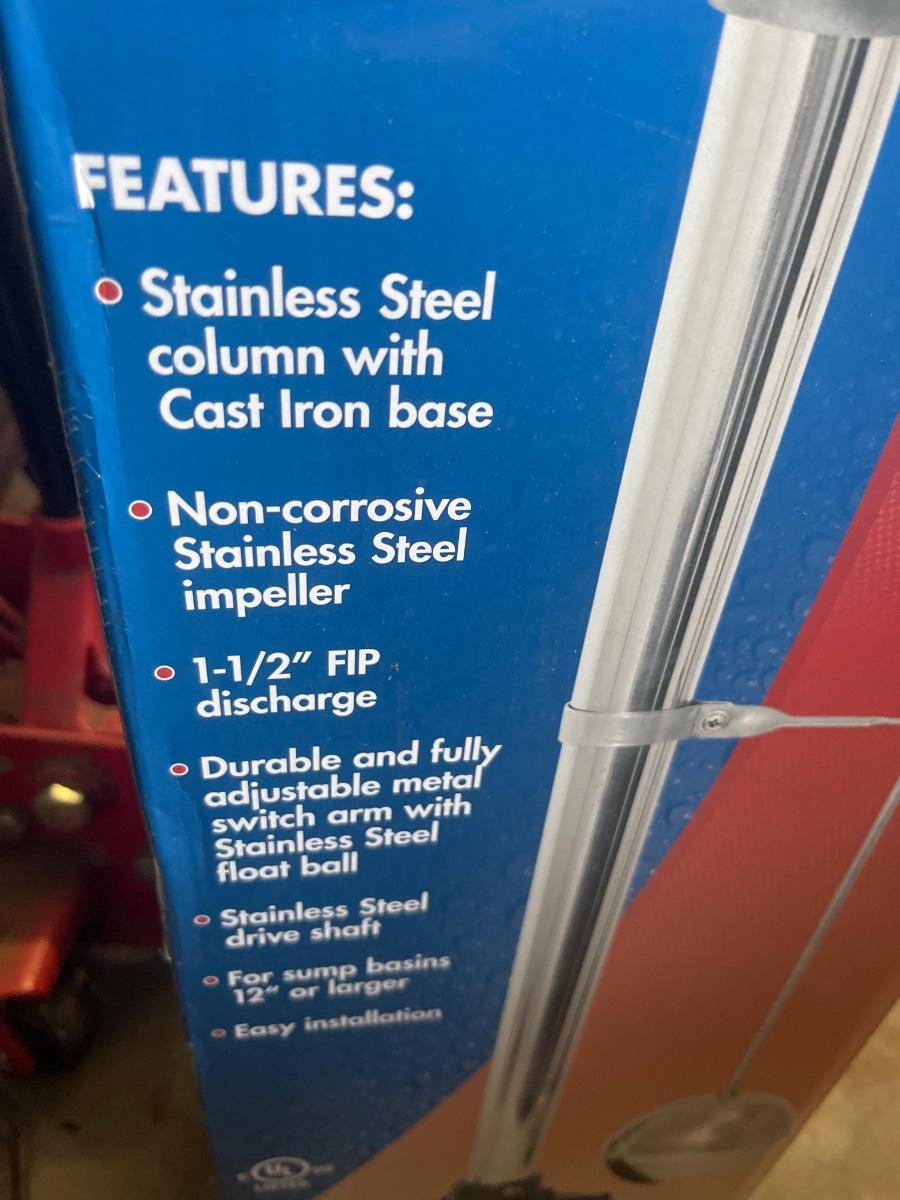 FEATURES:
• Stainless Steel
column with
Cast Iron base
• Non-corrosive
Stainless Steel
impeller
• 1-1/2″ FIP
discharge
• Durable and fully
adjustable metal
switch arm with
Stainless Steel
float ball
• Stainless Steel
drive shaft
• For sump basins
12″ or larger
• Easy installation
UL
LISTED